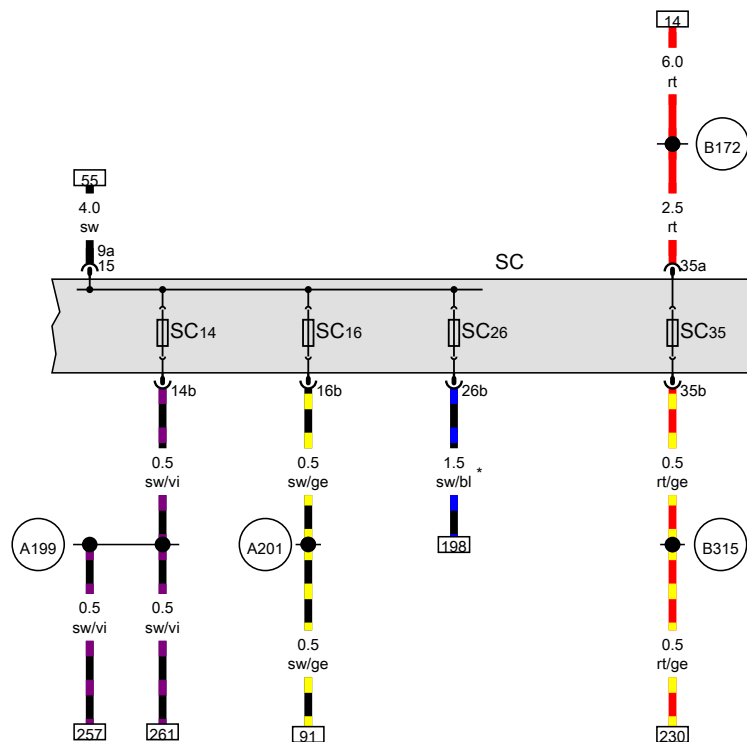 14
6.0
rt
B172
55
4.0
sw
2.5
rt
9a
15
SC
35a
SC14
SC16
SC26
SC35
14b
16b
26b
35b
0.5
sw/vi
0.5
sw/ge
1.5
sw/bl *
0.5
rt/ge
A199
A201
198
B315
0.5
sw/vi
0.5
sw/vi
0.5
sw/ge
0.5
rt/ge
257
261
91
230